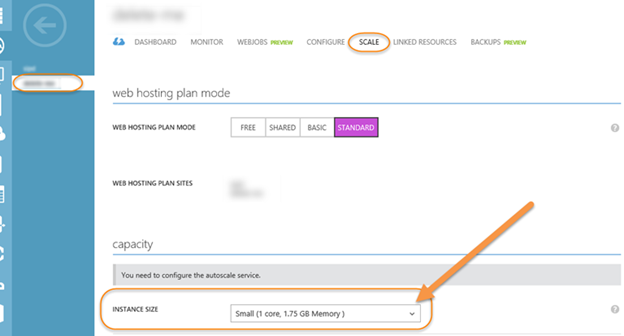 DASHBOARD MONITOR WEBJOBS PREVIEW CONFIGURE SCALE LINKED RESOURCES BACKUPS PREVIEW
web hosting plan mode
WEB HOSTING PLAN MODE FREE SHARED BASIC STANDARD ?
WEB HOSTING PLAN SITES
capacity
You need to configure the autoscale service.
INSTANCE SIZE Small (1 core, 1.75 GB Memory ) ?